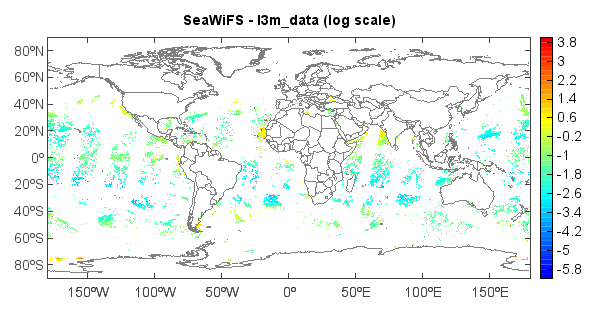 SeaWiFS - l3m_data (log scale)
80ºN
60ºN
40ºN
20ºN
0º
20ºS
40ºS
60ºS
80ºS
150ºW 100ºW 50ºW 0º 50ºE 100ºE 150ºE
3.8
3
2.2
1.4
0.6
-0.2
-1
-1.8
-2.6
-3.4
-4.2
-5
-5.8